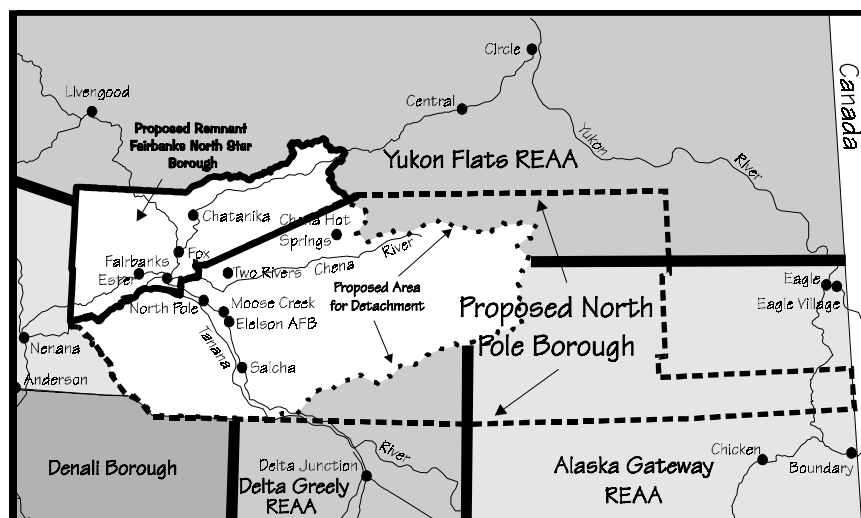 Circle
Canada
Livengood
Central
Proposed Remnant
Fairbanks North Star
Borough
Yukon Flats REAA
Yukon
River
Chatanika
Chena Hot
Springs
River
Fox
Fairbanks
Ester
Two Rivers
Chena
Eagle
Eagle Village
Proposed Area
for Detachment
North Pole
Moose Creek
Eielson AFB
Proposed North
Pole Borough
Tanana
Nenana
Salcha
Anderson
River
Chicken
Boundary
Denali Borough
Delta Junction
Delta Greely
REAA
Alaska Gateway
REAA